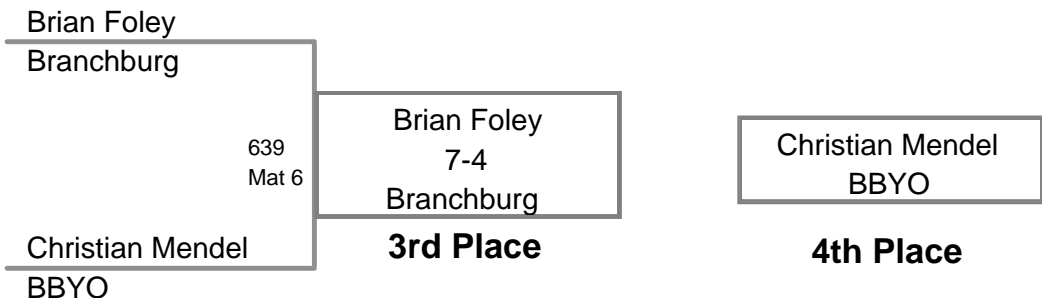 Brian Foley
Branchburg
639
Mat 6
Christian Mendel
BBYO
Brian Foley
7-4
Branchburg
3rd Place
Christian Mendel
BBYO
4th Place